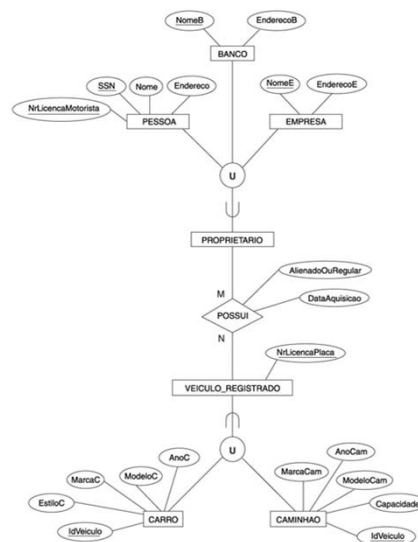 NomeB
EnderecoB
BANCO
SSN
Nome
Endereco
NomeE
EnderecoE
NrLicencaMotorista
PESSOA
EMPRESA
U
PROPRIETARIO
AlienadoOuRegular
M
DataAquisicao
POSSUI
N
NrLicencaPlaca
VEICULO_REGISTRADO
U
AnoC
AnoCam
ModeloC
MarcaCam
MarcaC
ModeloCam
EstiloC
Capacidade
CARRO
CAMINHAO
IdVeiculo
IdVeiculo